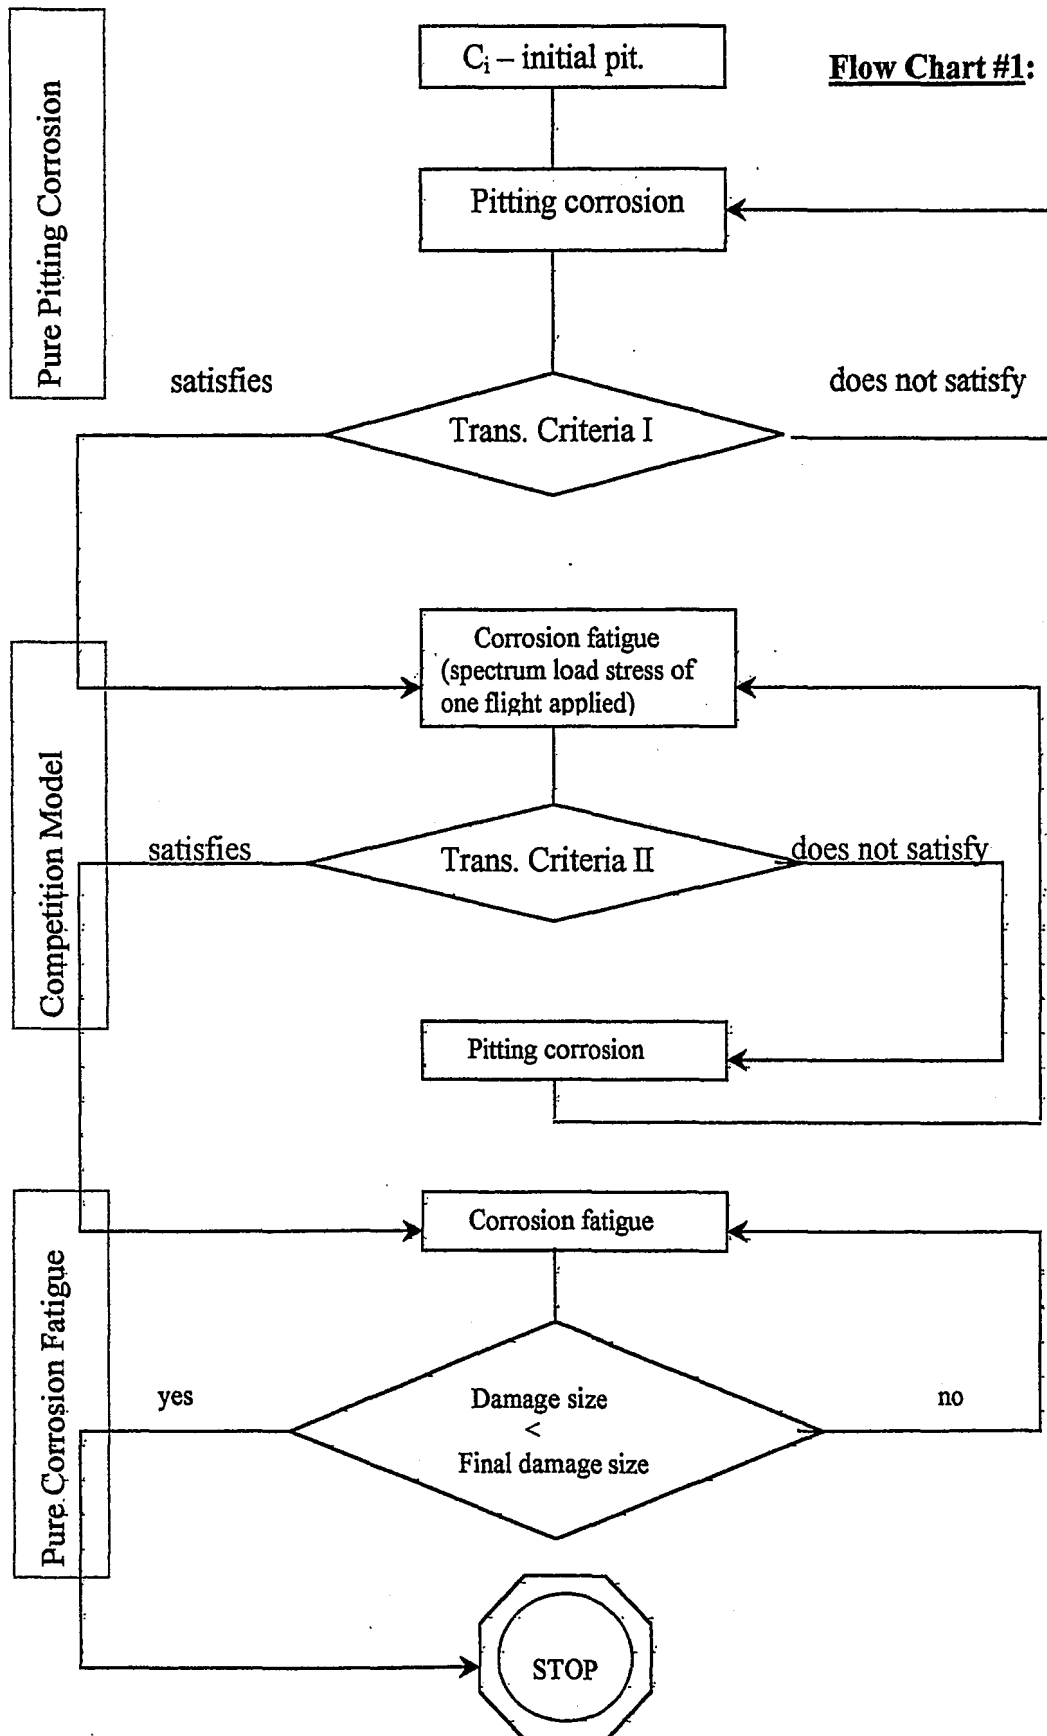 C_i – initial pit.
Flow Chart #1:
Pure Pitting Corrosion
Pitting corrosion
satisfies
does not satisfy
Trans. Criteria I
Competition Model
Corrosion fatigue
(spectrum load stress of
one flight applied)
satisfies
Trans. Criteria II
does not satisfy
Pitting corrosion
Pure Corrosion Fatigue
Corrosion fatigue
yes
Damage size
<
Final damage size
no
STOP